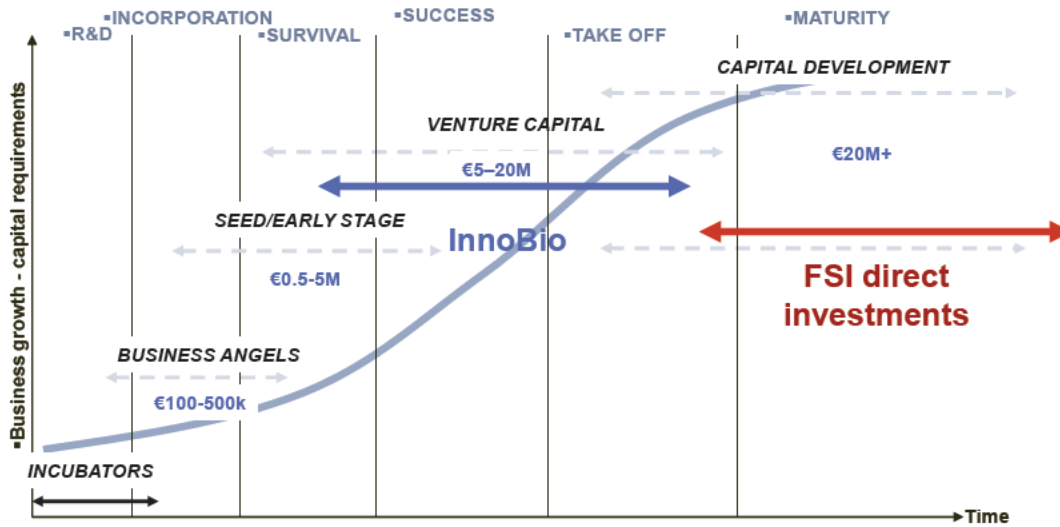 ▪INCORPORATION
▪SUCCESS
▪MATURITY
▪R&D
▪SURVIVAL
▪TAKE OFF
CAPITAL DEVELOPMENT
VENTURE CAPITAL
€20M+
€5–20M
SEED/EARLY STAGE
InnoBio
€0.5-5M
FSI direct
investments
BUSINESS ANGELS
€100-500k
INCUBATORS
▪Business growth - capital requirements
▪Time